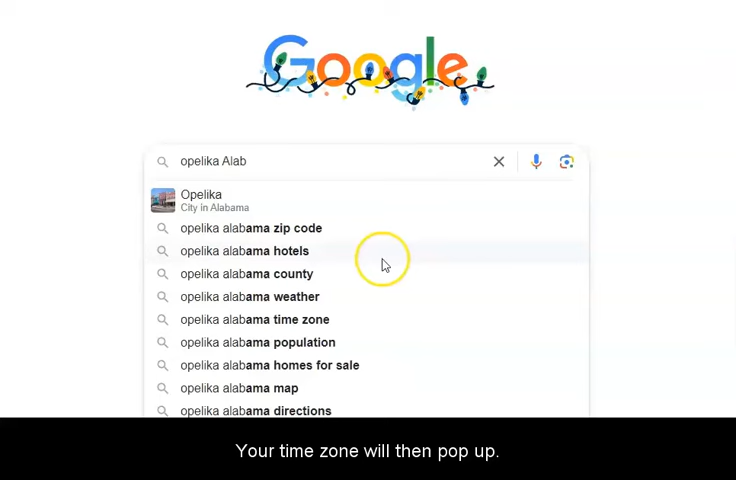 Google
opelika Alab
Opelika
City in Alabama
opelika alabama zip code
opelika alabama hotels
opelika alabama county
opelika alabama weather
opelika alabama time zone
opelika alabama population
opelika alabama homes for sale
opelika alabama map
opelika alabama directions
Your time zone will then pop up.